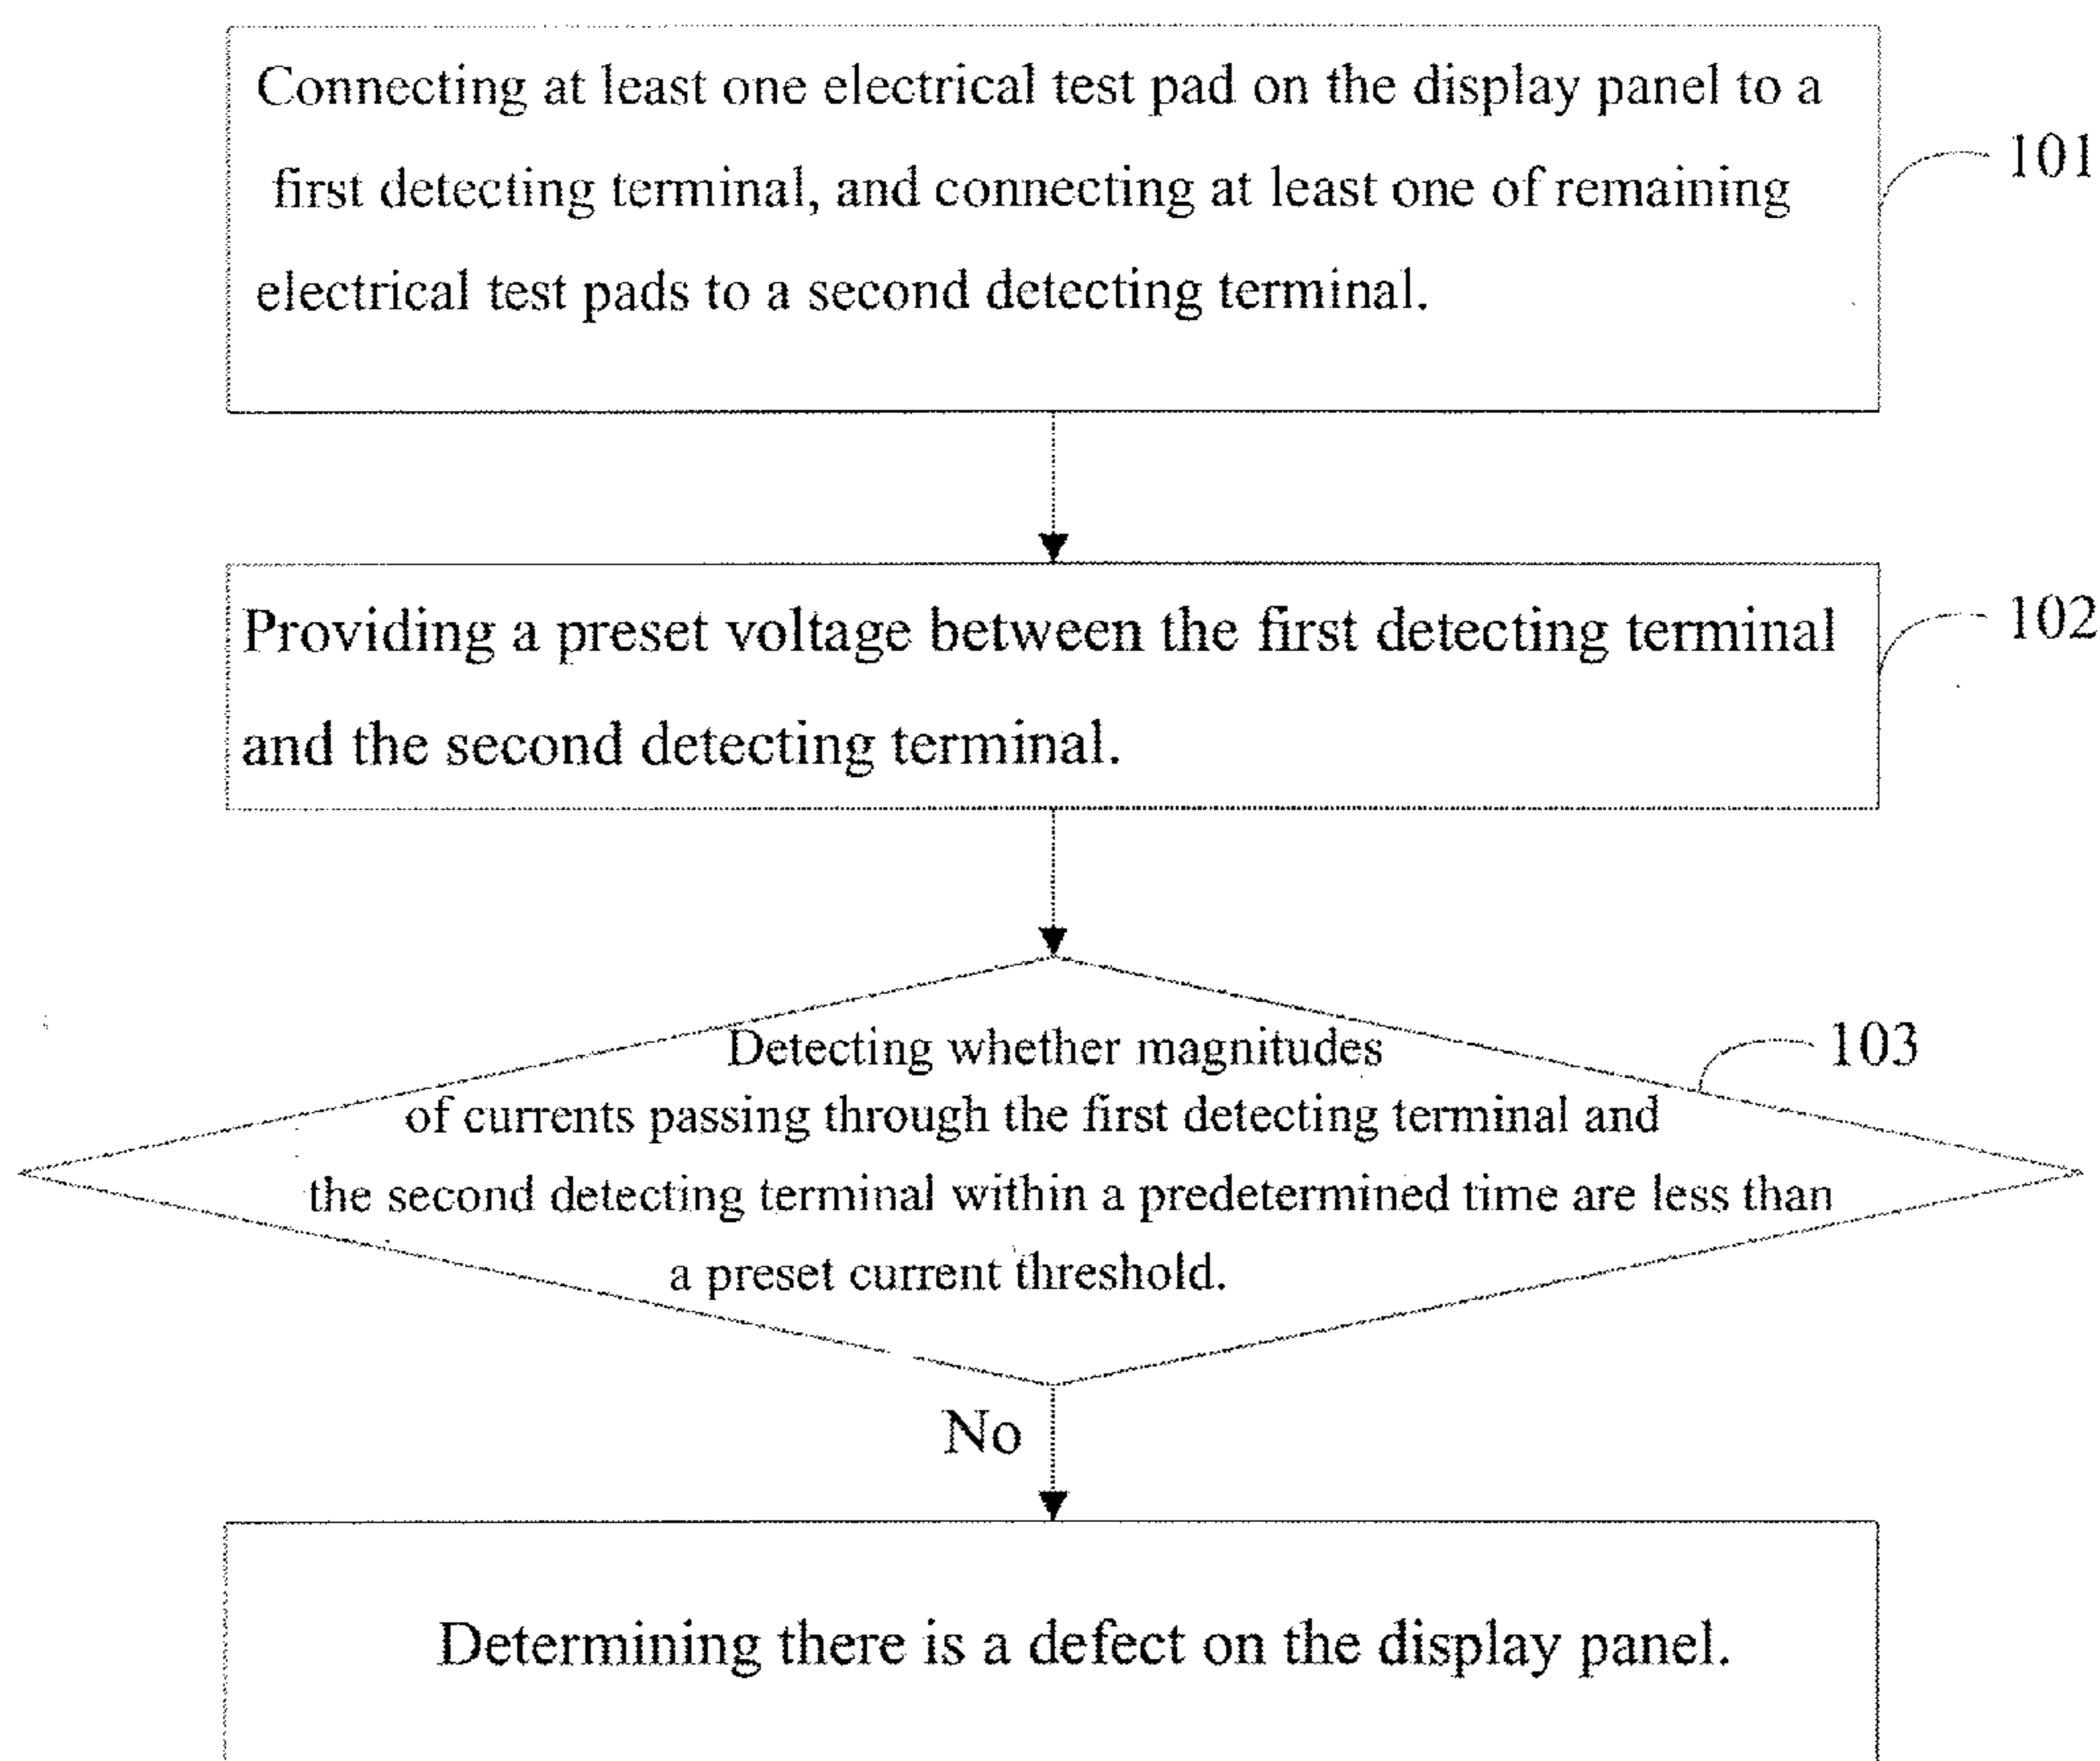 Connecting at least one electrical test pad on the display panel to a
first detecting terminal, and connecting at least one of remaining
electrical test pads to a second detecting terminal.
101
Providing a preset voltage between the first detecting terminal
and the second detecting terminal.
102
Detecting whether magnitudes
of currents passing through the first detecting terminal and
the second detecting terminal within a predetermined time are less than
a preset current threshold.
103
No
Determining there is a defect on the display panel.